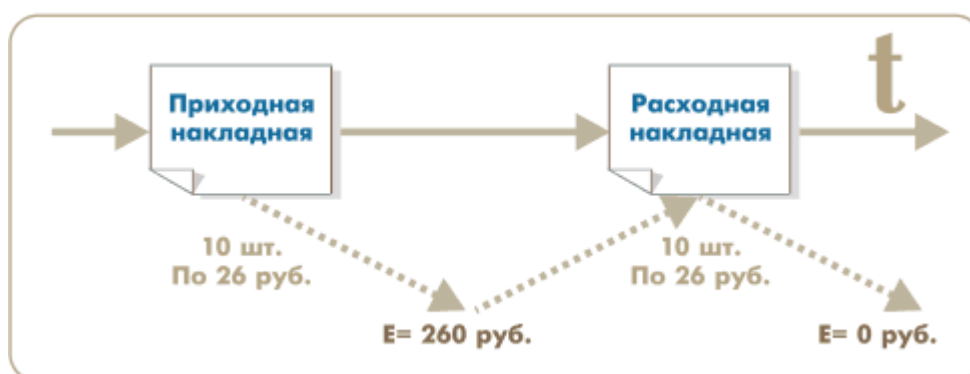 Приходная
накладная
Расходная
накладная
t
10 шт.
По 26 руб.
10 шт.
По 26 руб.
E= 260 руб.
E= 0 руб.